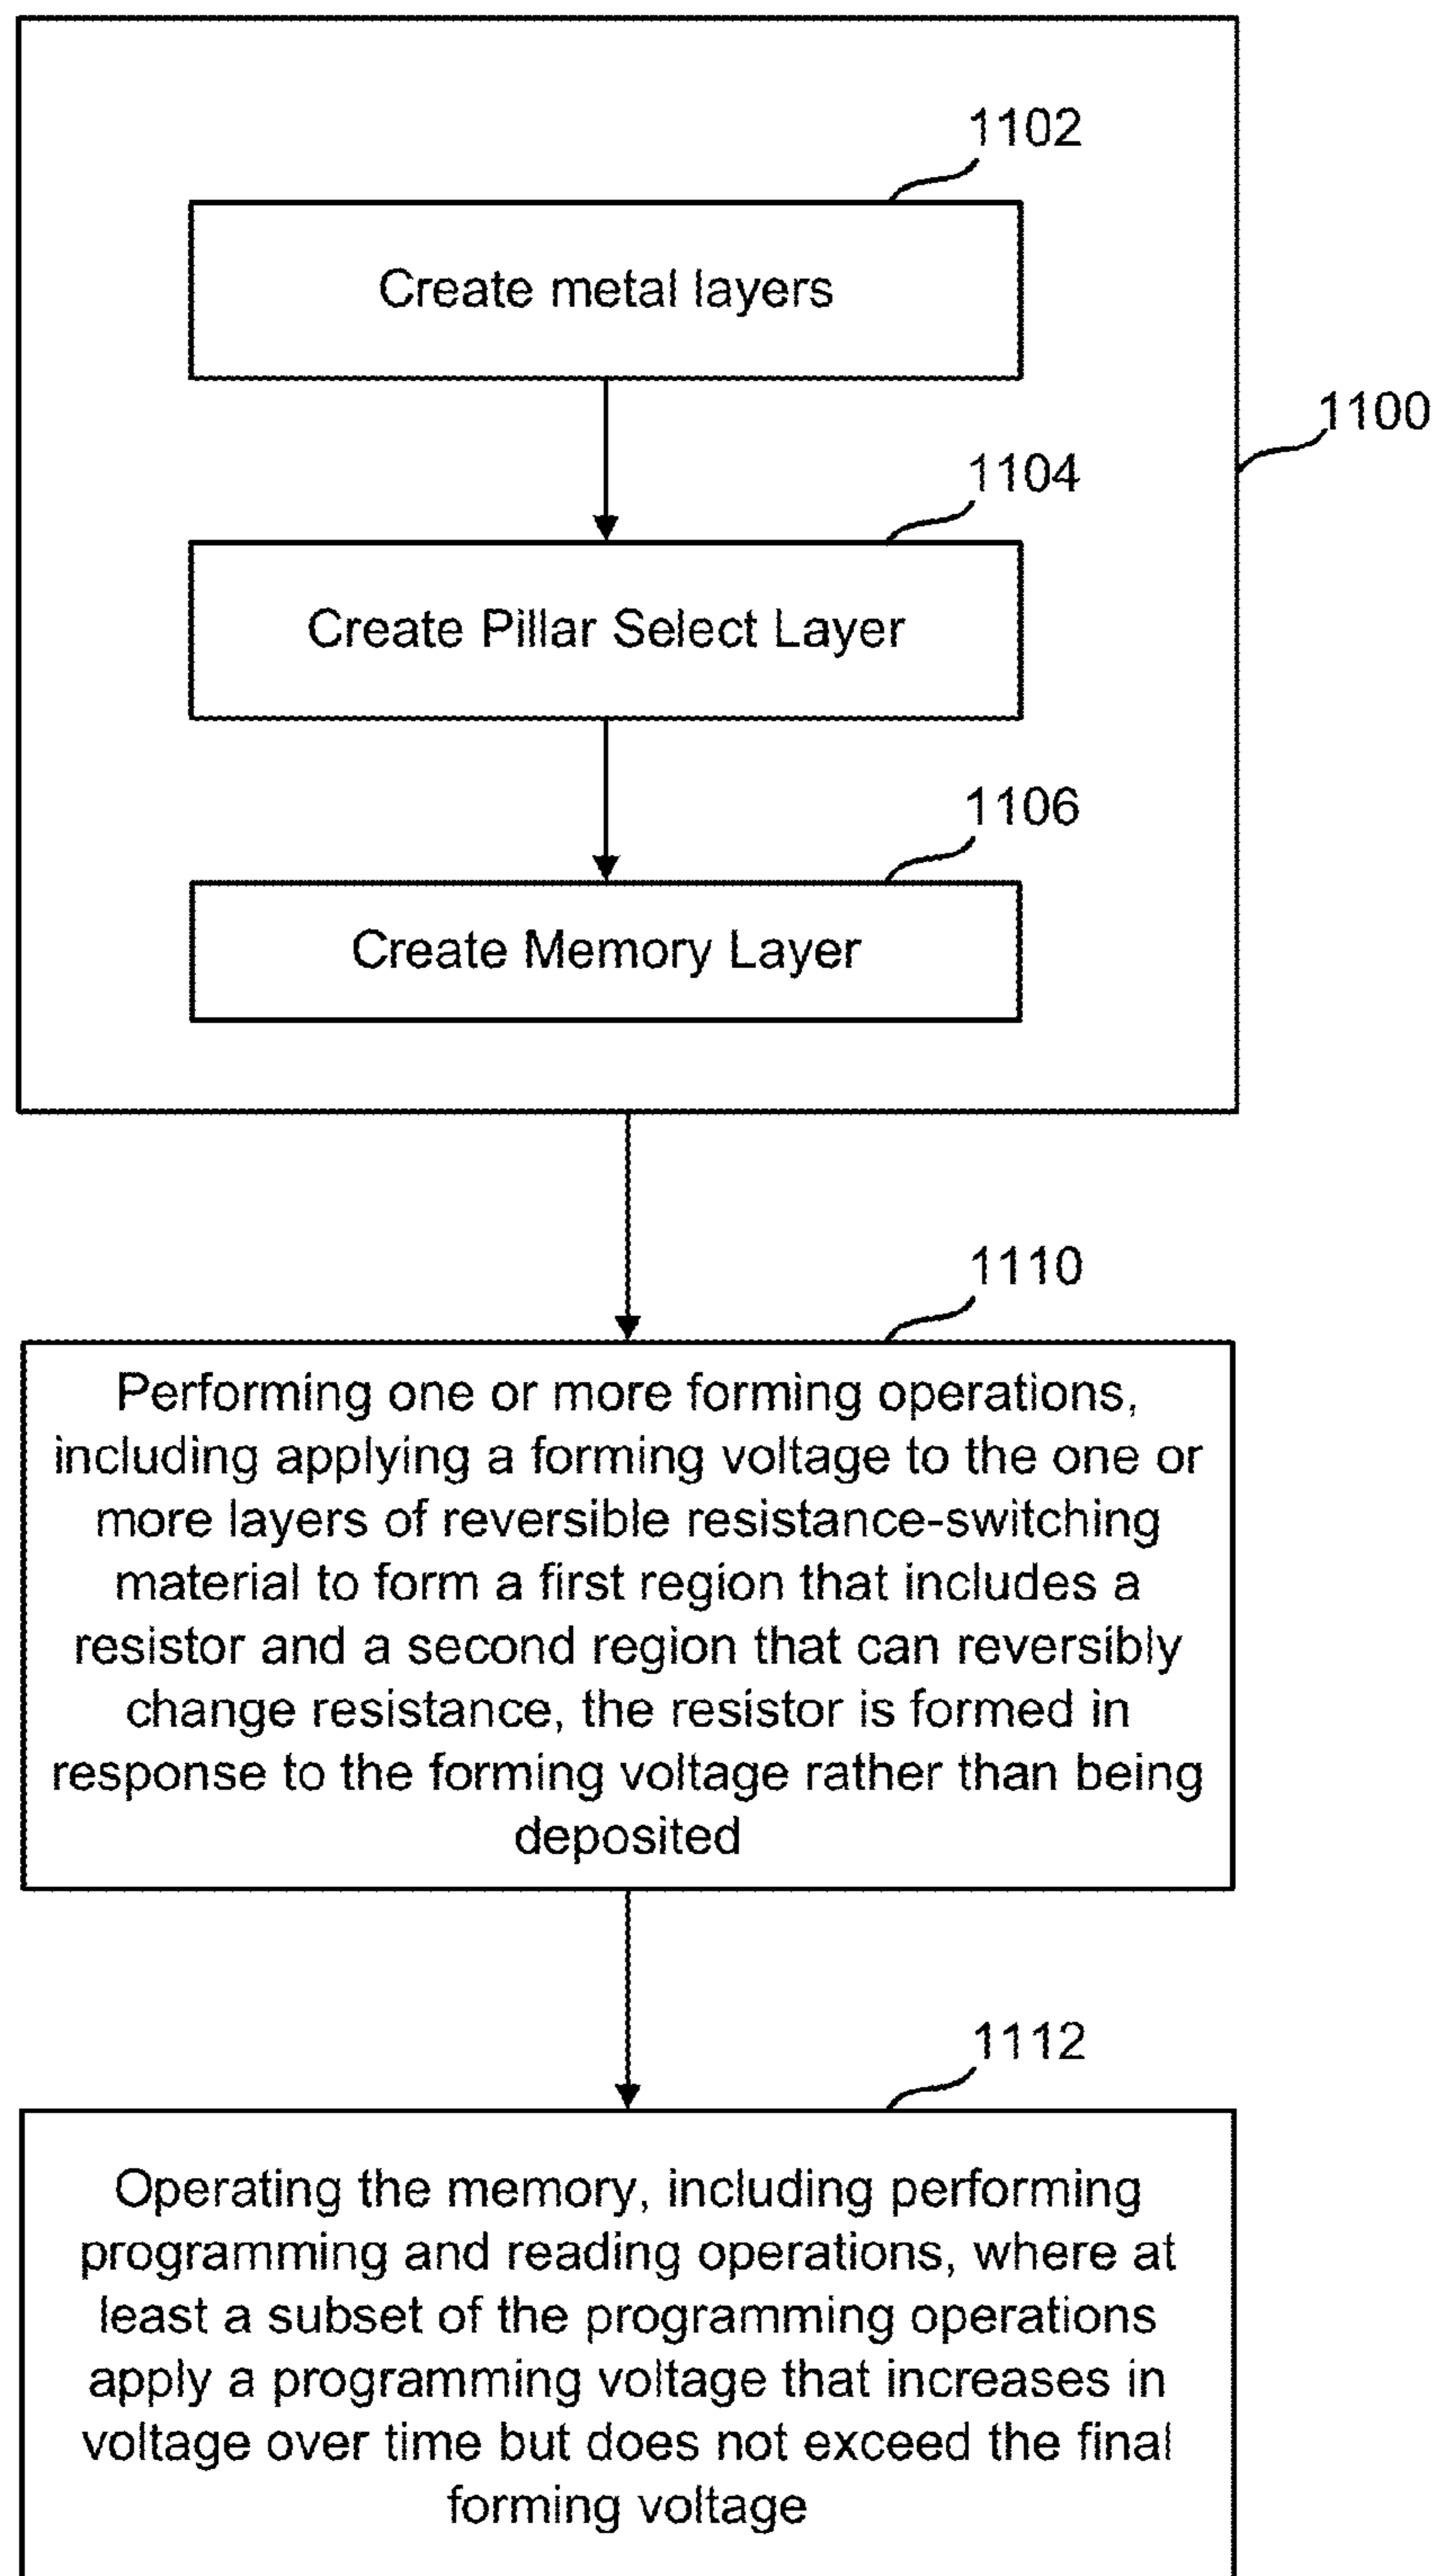 1102
Create metal layers
1100
1104
Create Pillar Select Layer
1106
Create Memory Layer
1110
Performing one or more forming operations,
including applying a forming voltage to the one or
more layers of reversible resistance-switching
material to form a first region that includes a
resistor and a second region that can reversibly
change resistance, the resistor is formed in
response to the forming voltage rather than being
deposited
1112
Operating the memory, including performing
programming and reading operations, where at
least a subset of the programming operations
apply a programming voltage that increases in
voltage over time but does not exceed the final
forming voltage